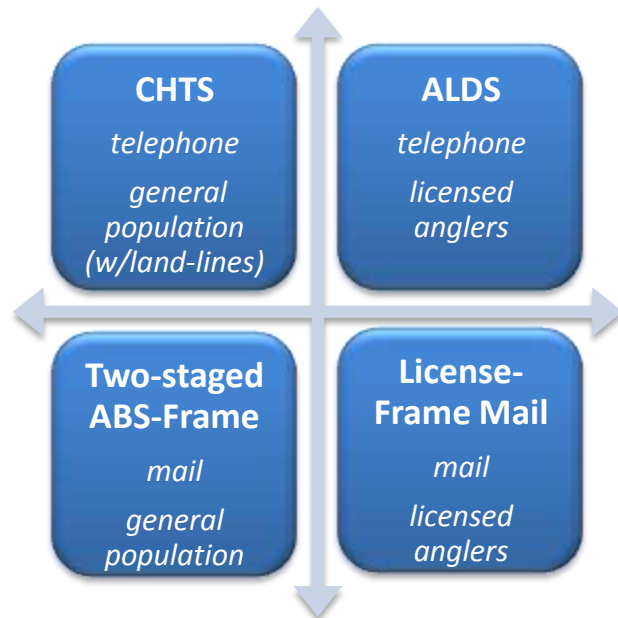 CHTS
telephone
general
population
(w/land-lines)
ALDS
telephone
licensed
anglers
Two-staged
ABS-Frame
mail
general
population
License-
Frame Mail
mail
licensed
anglers